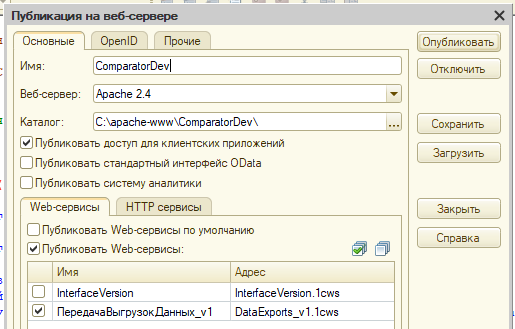 Публикация на веб-сервере
Основные OpenID Прочие
Опубликовать
Имя: ComparatorDev
Отключить
Веб-сервер: Apache 2.4
Каталог: C:\apache-www\ComparatorDev\ ...
Сохранить
Публиковать доступ для клиентских приложений
Загрузить
Публиковать стандартный интерфейс OData
Публиковать систему аналитики
Web-сервисы HTTP сервисы
Закрыть
Публиковать Web-сервисы по умолчанию
Справка
Публиковать Web-сервисы:
Имя Адрес
InterfaceVersion InterfaceVersion.1cws
ПередачаВыгрузокДанных_v1 DataExports_v1.1cws